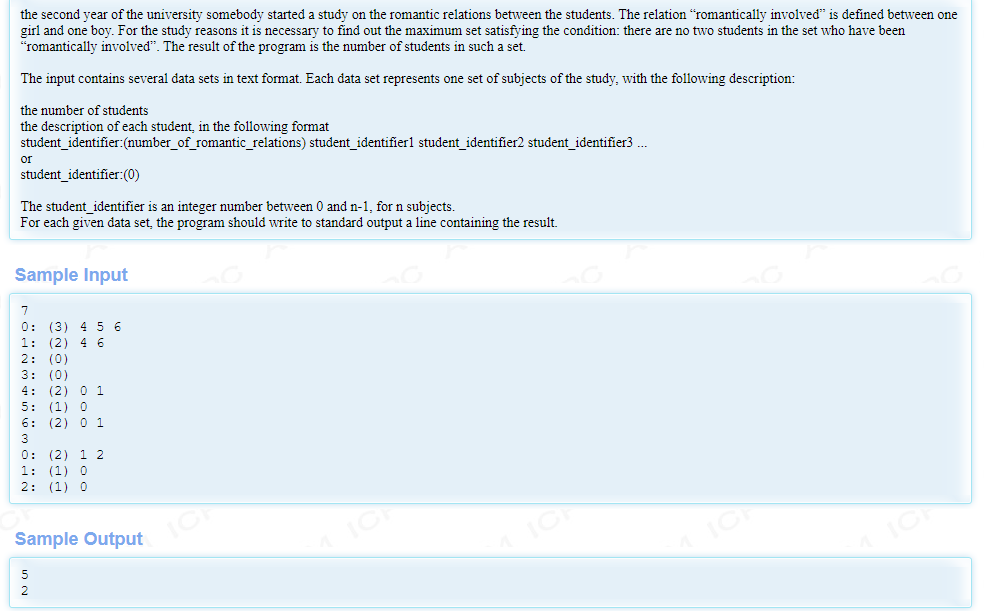 the second year of the university somebody started a study on the romantic relations between the students. The relation “romantically involved” is defined between one
girl and one boy. For the study reasons it is necessary to find out the maximum set satisfying the condition: there are no two students in the set who have been
“romantically involved”. The result of the program is the number of students in such a set.
The input contains several data sets in text format. Each data set represents one set of subjects of the study, with the following description:
the number of students
the description of each student, in the following format
student_identifier:(number_of_romantic_relations) student_identifier1 student_identifier2 student_identifier3 ...
or
student_identifier:(0)
The student_identifier is an integer number between 0 and n-1, for n subjects.
For each given data set, the program should write to standard output a line containing the result.
Sample Input
7
0: (3) 4 5 6
1: (2) 4 6
2: (0)
3: (0)
4: (2) 0 1
5: (1) 0
6: (2) 0 1
3
0: (2) 1 2
1: (1) 0
2: (1) 0
Sample Output
5
2